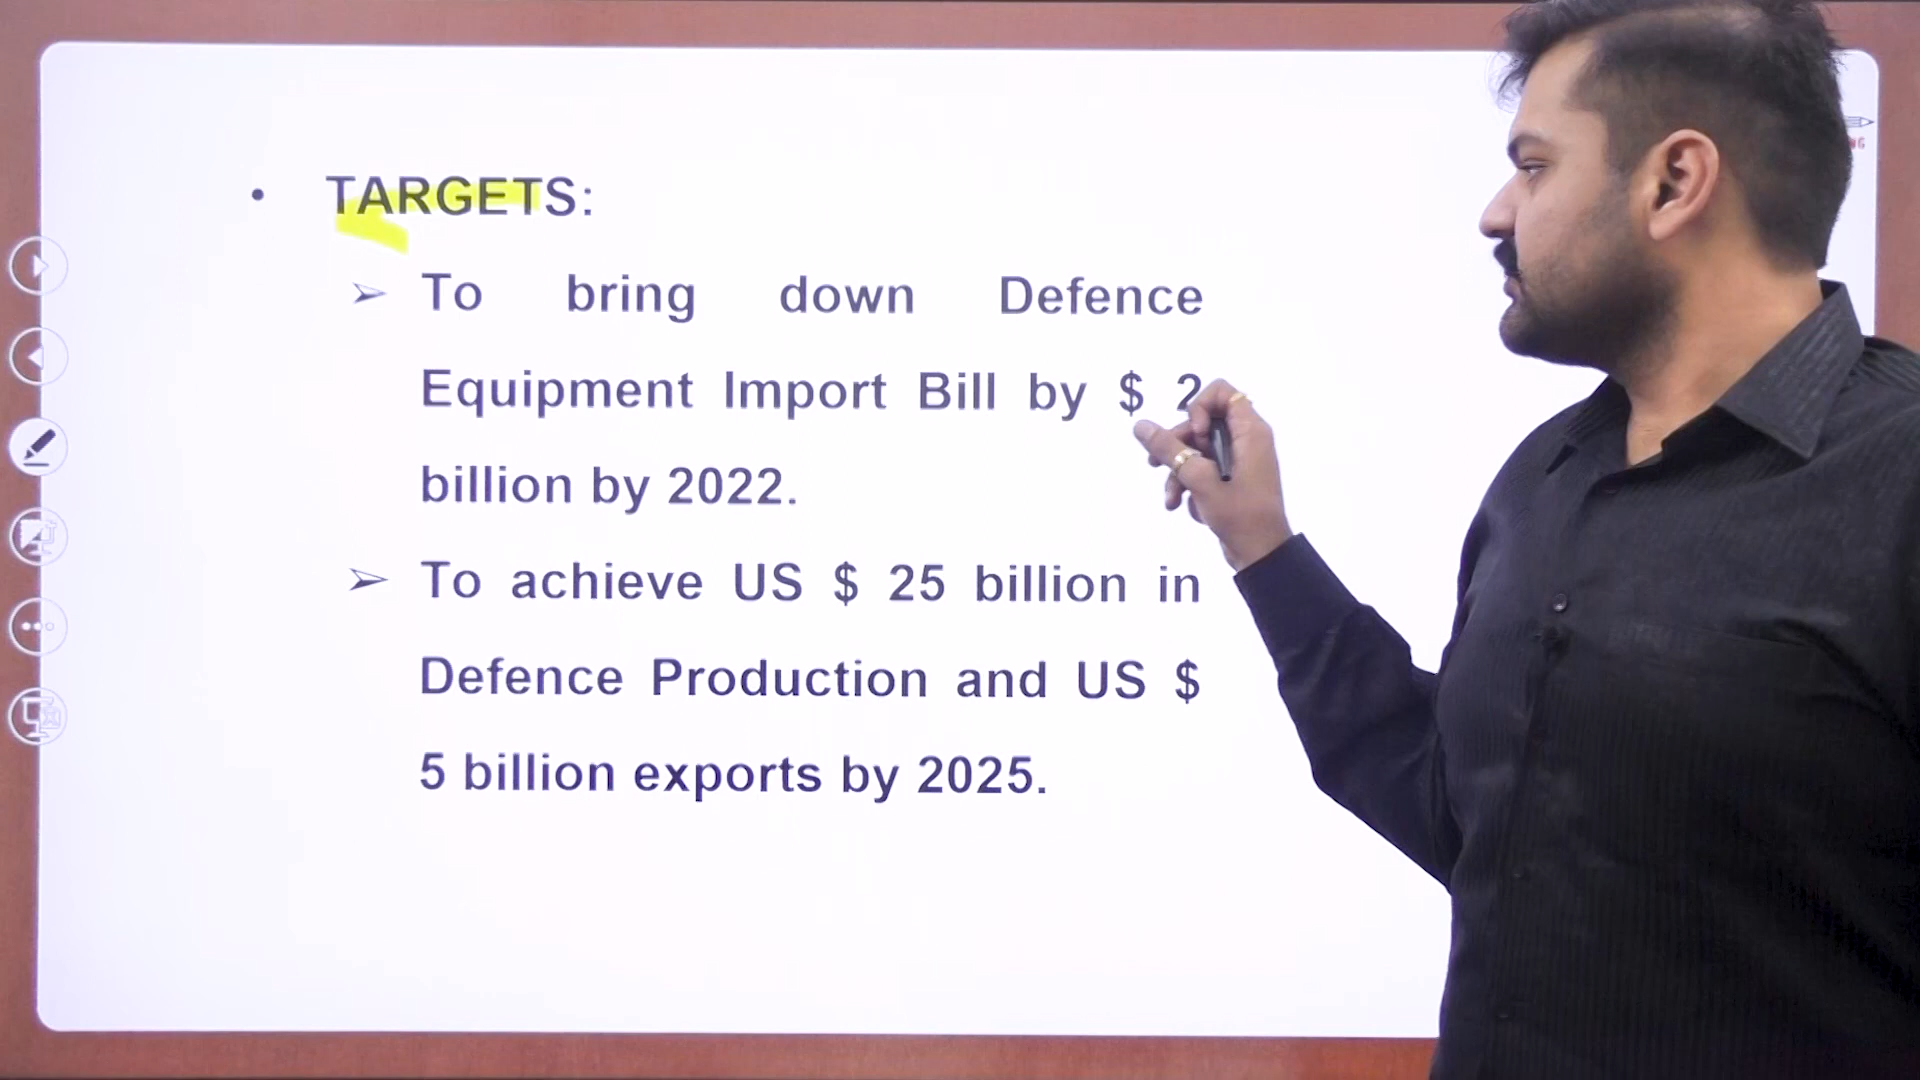 • TARGETS:
➢ To bring down Defence
Equipment Import Bill by $ 2
billion by 2022.
➢ To achieve US $ 25 billion in
Defence Production and US $
5 billion exports by 2025.